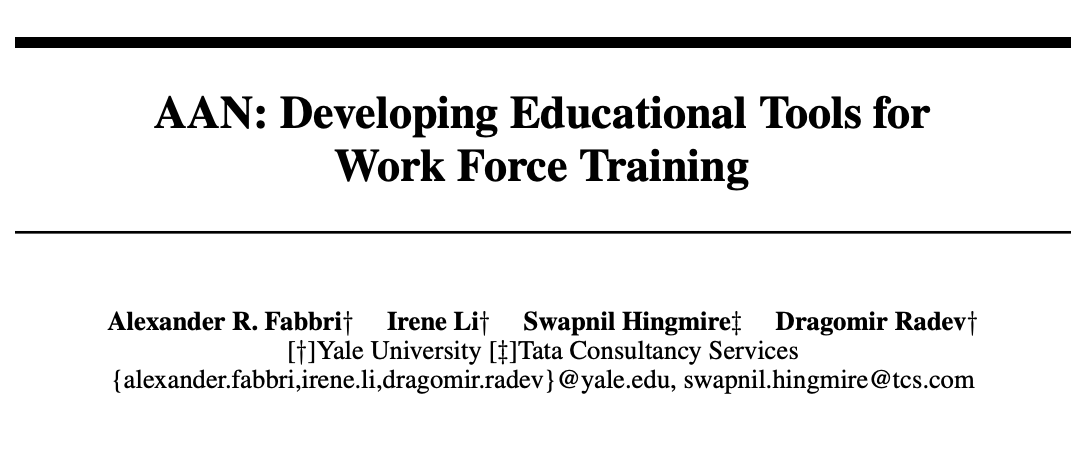 AAN: Developing Educational Tools for
Work Force Training
Alexander R. Fabbri† Irene Li† Swapnil Hingmire‡ Dragomir Radev†
[†]Yale University [‡]Tata Consultancy Services
{alexander.fabbri,irene.li,dragomir.radev}@yale.edu, swapnil.hingmire@tcs.com